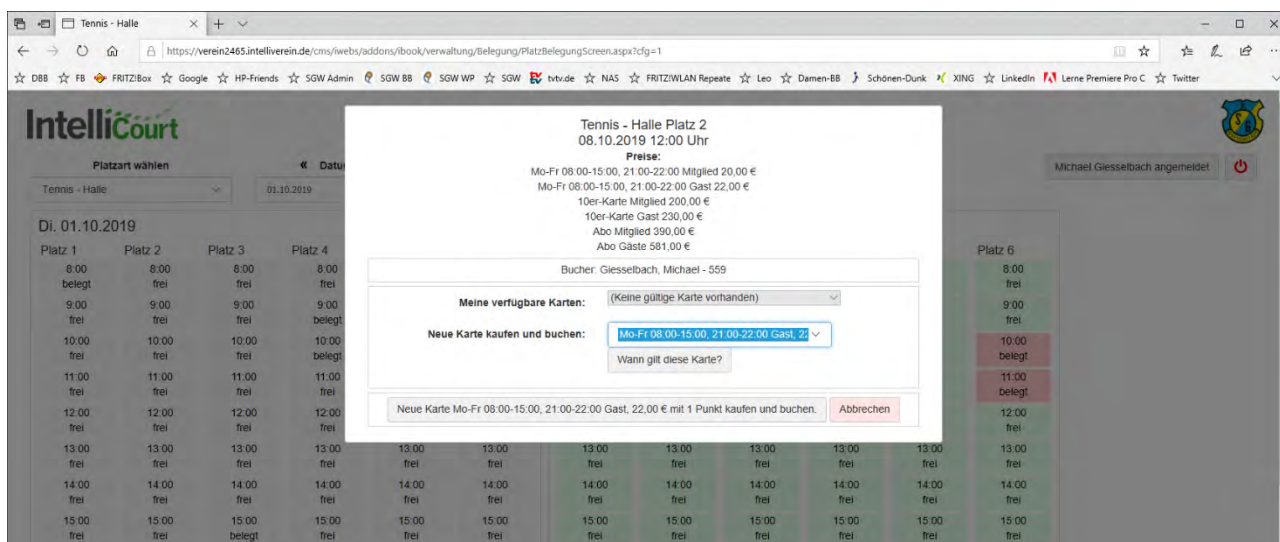 Tennis - Halle
https://verein2465.intelliverein.de/cms/iwebs/addons/ibook/verwaltung/Belegung/PlatzBelegungScreen.aspx?cfg=1
DBB FB FRITZ!Box Google HP-Friends SGW Admin SGW BB SGW WP SGW tvtv.de NAS FRITZ!WLAN Repeate Leo Damen-BB Schönen-Dunk XING LinkedIn Lerne Premiere Pro C Twitter
IntelliCourt
Platzart wählen
« Datu
Tennis - Halle
01.10.2019
Michael Giesselbach angemeldet
Tennis - Halle Platz 2
08.10.2019 12:00 Uhr
Preise:
Mo-Fr 08:00-15:00, 21:00-22:00 Mitglied 20,00 €
Mo-Fr 08:00-15:00, 21:00-22:00 Gast 22,00 €
10er-Karte Mitglied 200,00 €
10er-Karte Gast 230,00 €
Abo Mitglied 390,00 €
Abo Gäste 581,00 €
Bucher: Giesselbach, Michael - 559
Meine verfügbare Karten: (Keine gültige Karte vorhanden)
Neue Karte kaufen und buchen: Mo-Fr 08:00-15:00, 21:00-22:00 Gast, 22
Wann gilt diese Karte?
Neue Karte Mo-Fr 08:00-15:00, 21:00-22:00 Gast, 22,00 € mit 1 Punkt kaufen und buchen. Abbrechen
Di. 01.10.2019
Platz 1 Platz 2 Platz 3 Platz 4 Platz 6
8:00 8:00 8:00 8:00 8:00
belegt frei frei frei frei
9:00 9:00 9:00 9:00 9:00
frei frei frei belegt frei
10:00 10:00 10:00 10:00 10:00
frei frei frei belegt belegt
11:00 11:00 11:00 11:00 11:00
frei frei frei frei belegt
12:00 12:00 12:00 12:00 12:00
frei frei frei frei frei
13:00 13:00 13:00 13:00 13:00 13:00 13:00 13:00 13:00 13:00 13:00 13:00
frei frei frei frei frei frei frei frei frei frei frei frei
14:00 14:00 14:00 14:00 14:00 14:00 14:00 14:00 14:00 14:00 14:00 14:00
frei frei frei frei frei frei frei frei frei frei frei frei
15:00 15:00 15:00 15:00 15:00 15:00 15:00 15:00 15:00 15:00 15:00 15:00
frei frei belegt frei frei frei frei frei frei frei frei frei